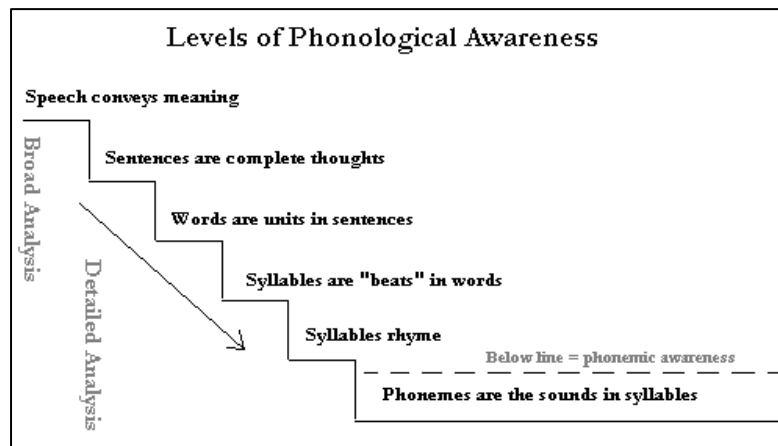 Levels of Phonological Awareness
Speech conveys meaning
Broad Analysis
Sentences are complete thoughts
Words are units in sentences
Detailed Analysis
Syllables are "beats" in words
Syllables rhyme
Below line = phonemic awareness
Phonemes are the sounds in syllables